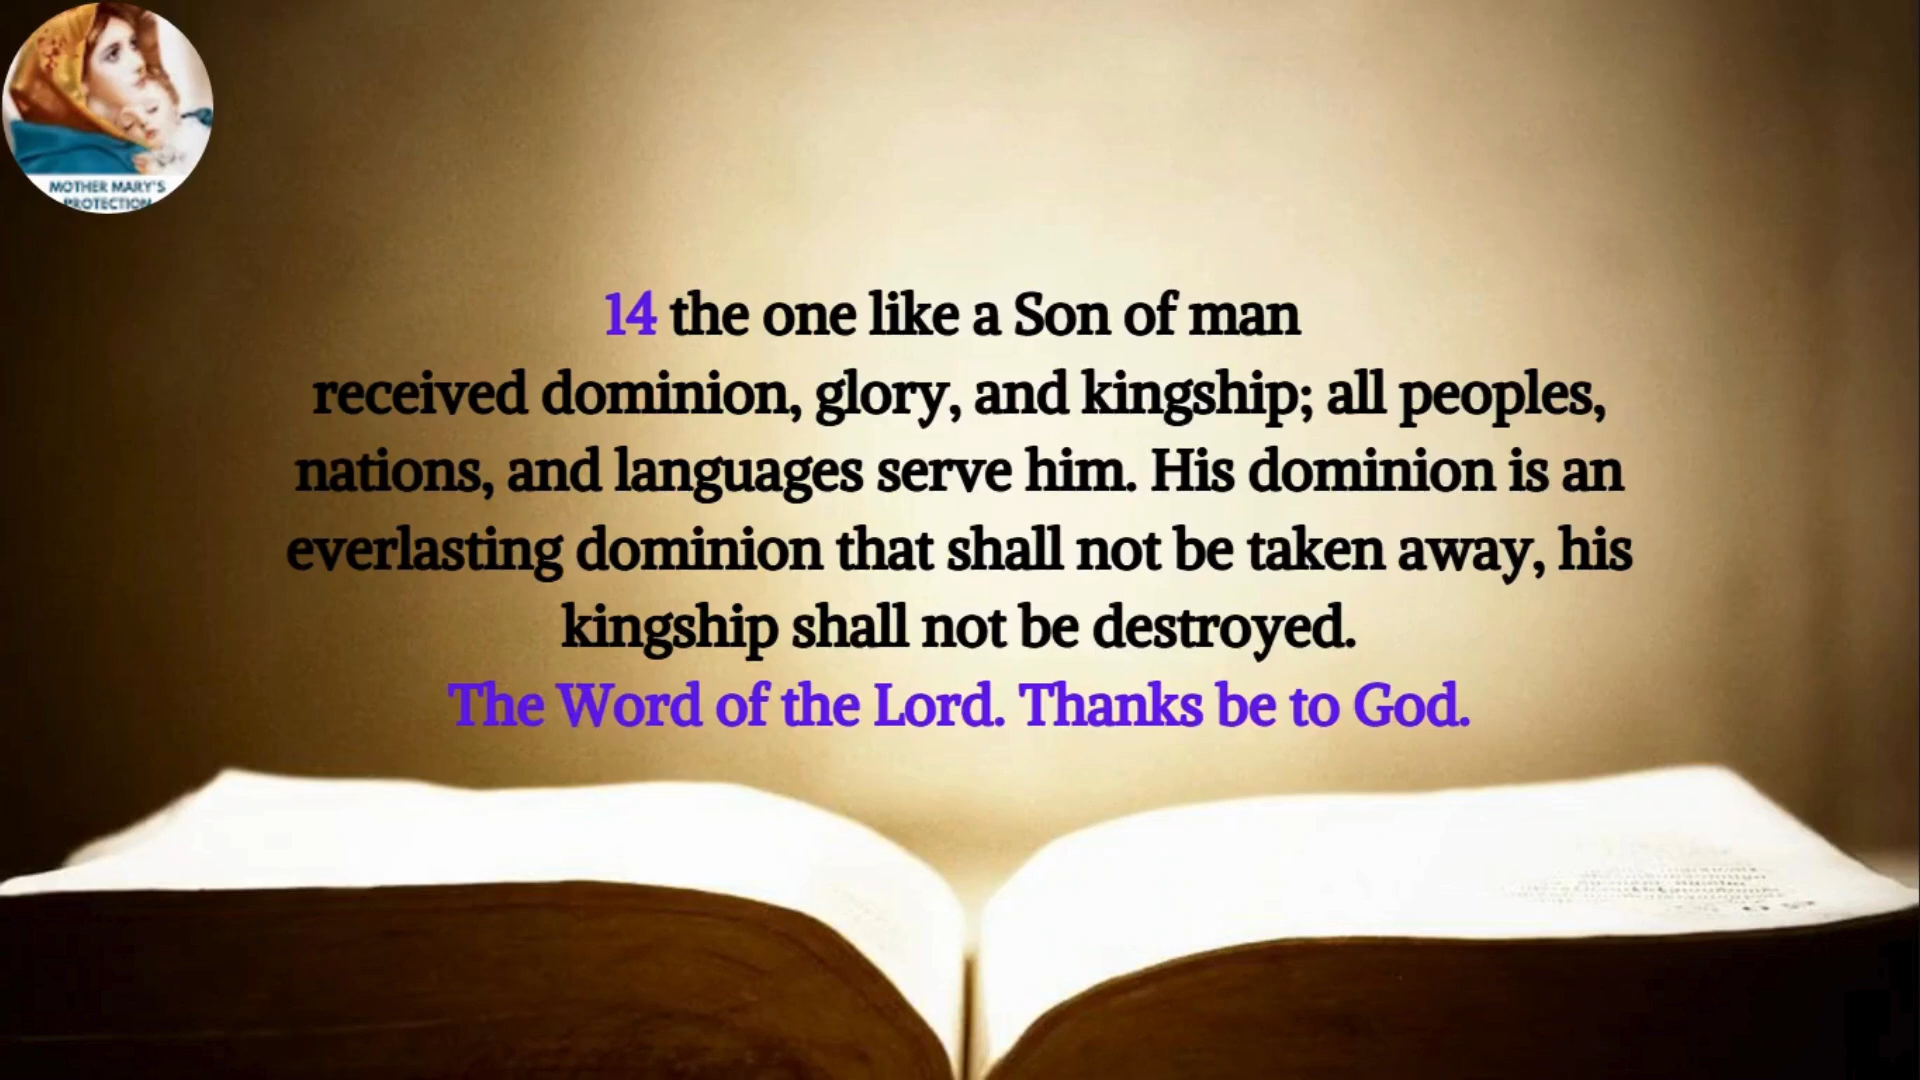 MOTHER MARY'S
PROTECTION
14 the one like a Son of man
received dominion, glory, and kingship; all peoples,
nations, and languages serve him. His dominion is an
everlasting dominion that shall not be taken away, his
kingship shall not be destroyed.
The Word of the Lord. Thanks be to God.